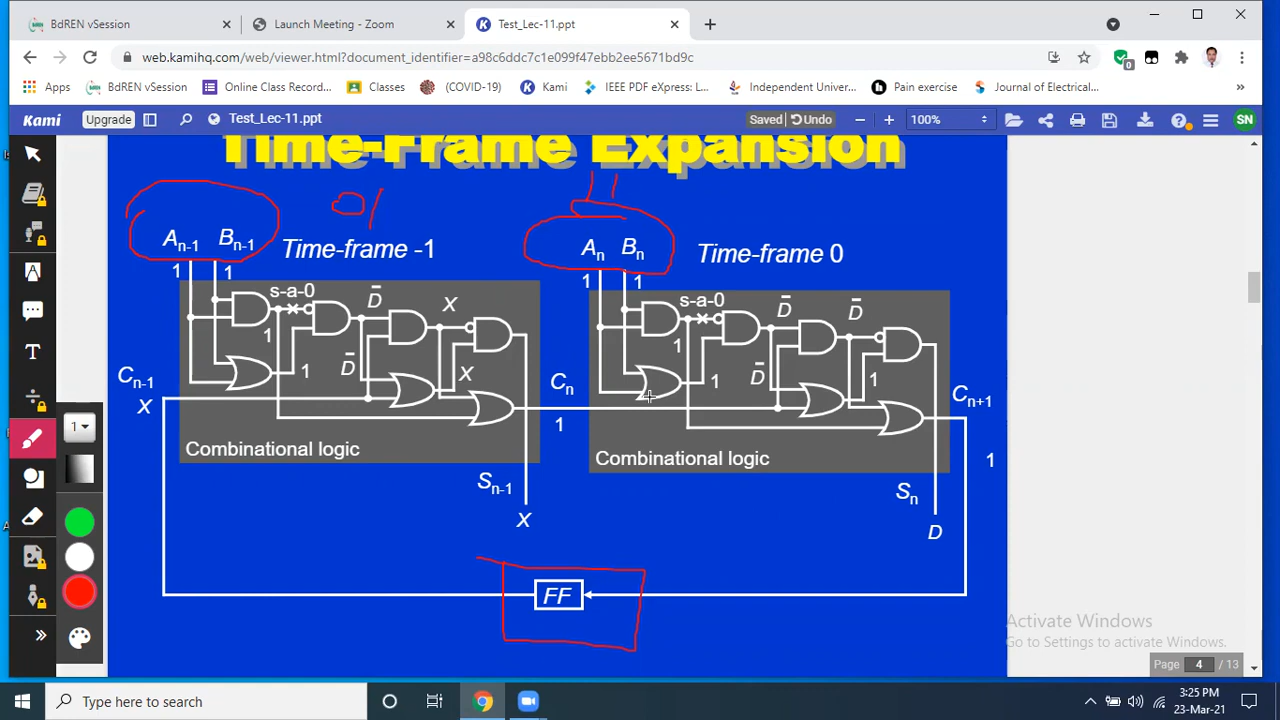 BdREN vSession
Launch Meeting - Zoom
Test_Lec-11.ppt
web.kamihq.com/web/viewer.html?document_identifier=a98c6ddc7c1e099f47ebb2ee5671bd9c
0
Apps
BdREN vSession
Online Class Record...
Classes
(COVID-19)
Kami
IEEE PDF eXpress: L...
Independent Univer...
Pain exercise
Journal of Electrical...
Kami
Upgrade
Test_Lec-11.ppt
Saved
Undo
100%
SN
Time-Frame Expansion
01
11
An-1 Bn-1 Time-frame -1
An Bn Time-frame 0
1 1
1 1
s-a-0 D̄ X
s-a-0 D̄ D̄
1 1 D̄ X
1 1 D̄ 1
Cn-1
X
Cn
1
Cn+1
1
Combinational logic
Combinational logic
Sn-1
X
Sn
D
FF
T
T
1
Activate Windows
Go to Settings to activate Windows.
Page 4 / 13
Type here to search
3:25 PM
23-Mar-21